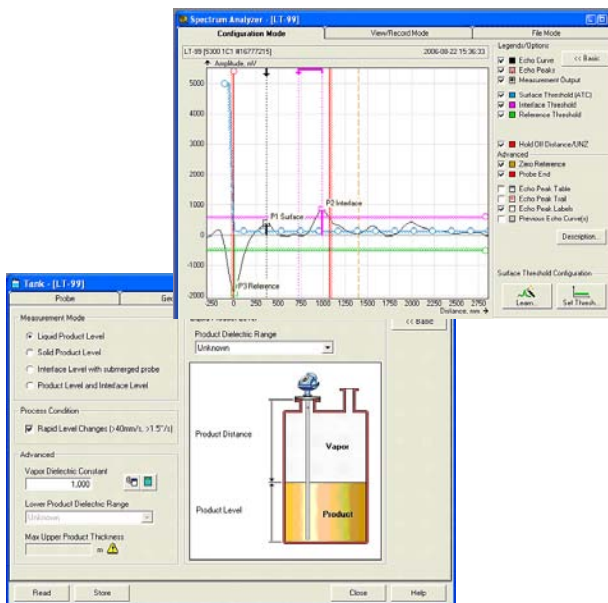 Spectrum Analyzer - [LT-99]
Configuration Mode
View/Record Mode
File Mode
LT-99 [5300 1C1 #16777215]
2006-08-22 15:36:33
Amplitude, mV
5000
4000
3000
2000
1000
0
-1000
2000
P1 Surface
P2 Interface
P3 Reference
-250 0 250 500 750 1000 1250 1500 1750 2000 2250 2500 2750
Distance, mm
Legends/Options
<< Basic
Echo Curve
Echo Peaks
Measurement Output
Surface Threshold (ATC)
Interface Threshold
Reference Threshold
Hold Off Distance/UNZ
Advanced
Zero Reference
Probe End
Echo Peak Table
Echo Peak Trail
Echo Peak Labels
Previous Echo Curve(s)
Description...
Surface Threshold Configuration
Learn...
Set Thresh...
Tank - [LT-99]
Probe
Measurement Mode
Liquid Product Level
Solid Product Level
Interface Level with submerged probe
Product Level and Interface Level
Process Condition
Rapid Level Changes (>40mm/s, >1.5"/s)
Advanced
Vapor Dielectric Constant
1,000
Lower Product Dielectric Range
Unknown
Max Upper Product Thickness
m
<< Basic
Product Dielectric Range
Unknown
Product Distance
Vapor
Product Level
Product
Read
Store
Close
Help